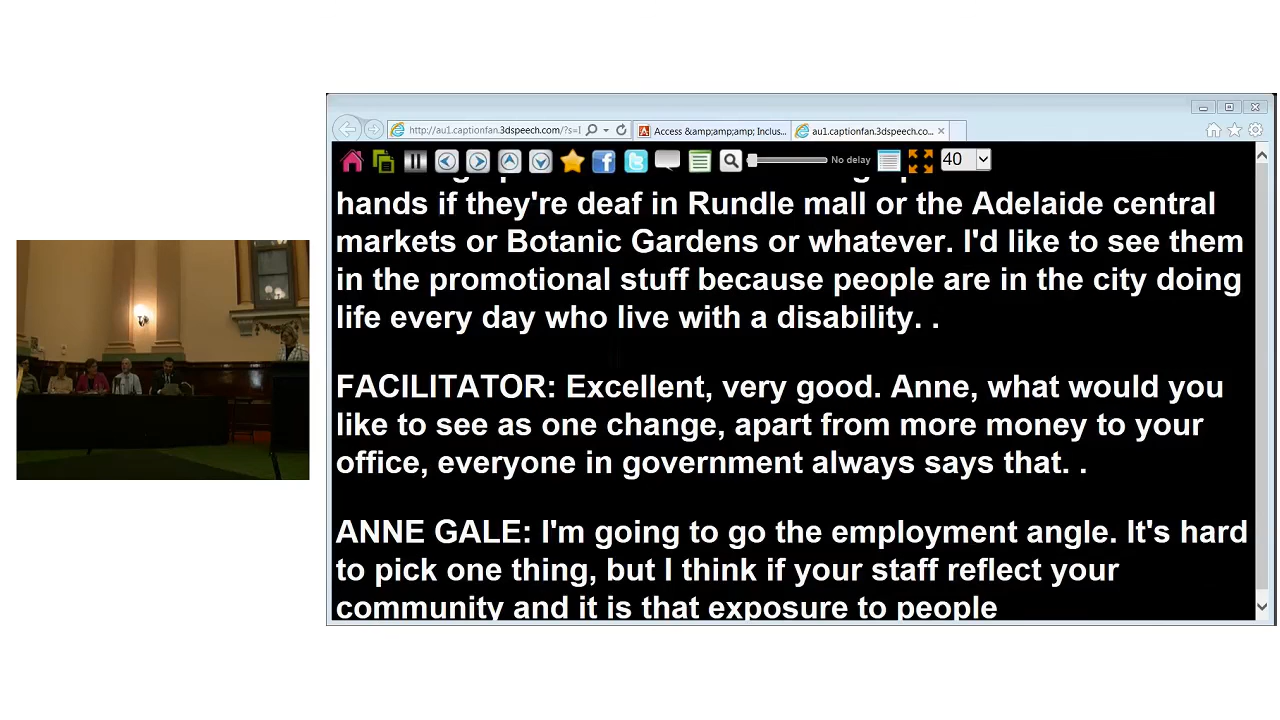 http://au1.captionfan.3dspeech.com/?s=I
Access &amp;amp;amp; Inclus...
au1.captionfan.3dspeech.co...
No delay
40
hands if they're deaf in Rundle mall or the Adelaide central
markets or Botanic Gardens or whatever. I'd like to see them
in the promotional stuff because people are in the city doing
life every day who live with a disability. .
FACILITATOR: Excellent, very good. Anne, what would you
like to see as one change, apart from more money to your
office, everyone in government always says that. .
ANNE GALE: I'm going to go the employment angle. It's hard
to pick one thing, but I think if your staff reflect your
community and it is that exposure to people